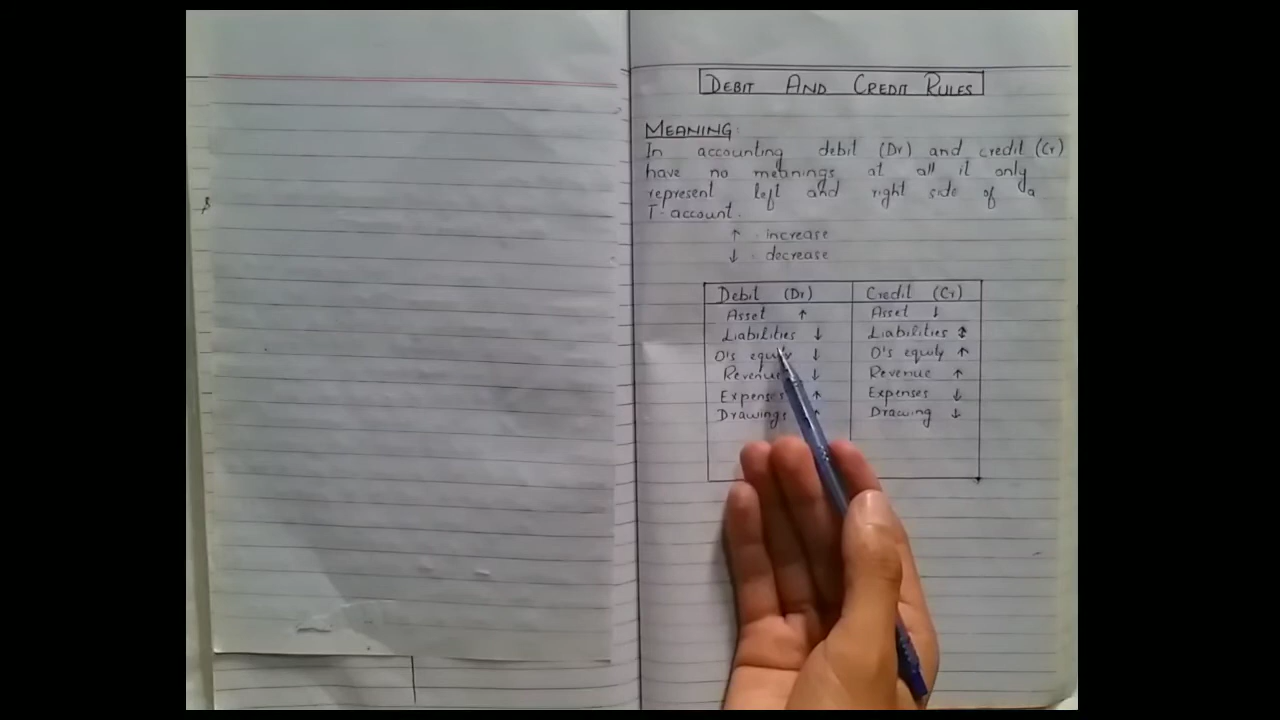 DEBIT AND CREDIT RULES
MEANING:
In accounting debit (Dr) and credit (Cr)
have no meanings at all it only
represent left and right side of a
T-account.
↑ : increase
↓ : decrease
Debit (Dr) Credit (Cr)
Asset ↑ Asset ↓
Liabilities ↓ Liabilities ↑
O's equity ↓ O's equity ↑
Revenue ↓ Revenue ↑
Expenses ↑ Expenses ↓
Drawings ↑ Drawing ↓